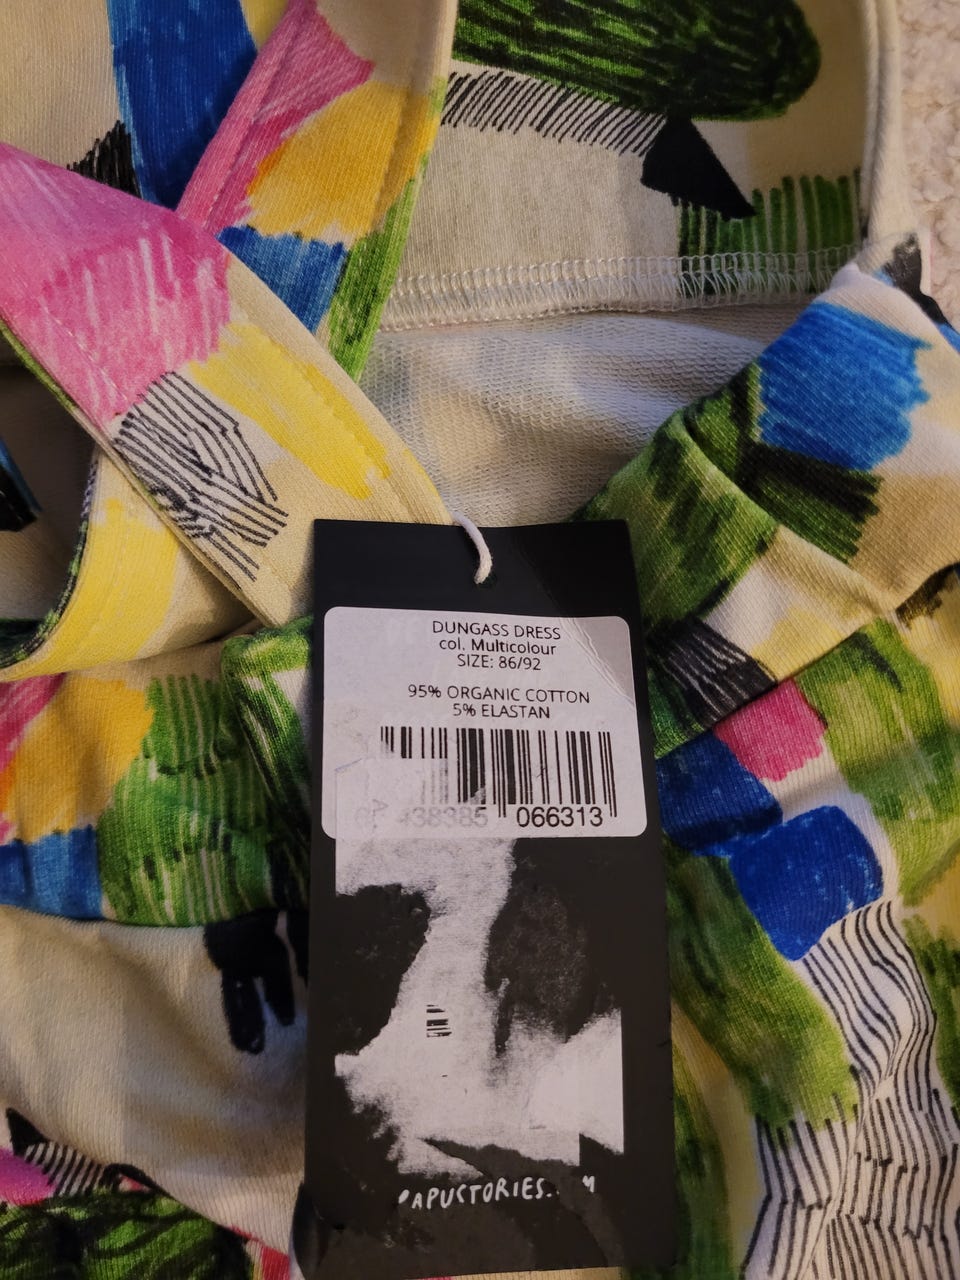 DUNGASS DRESS
col. Multicolour
SIZE: 86/92
95% ORGANIC COTTON
5% ELASTAN
066313